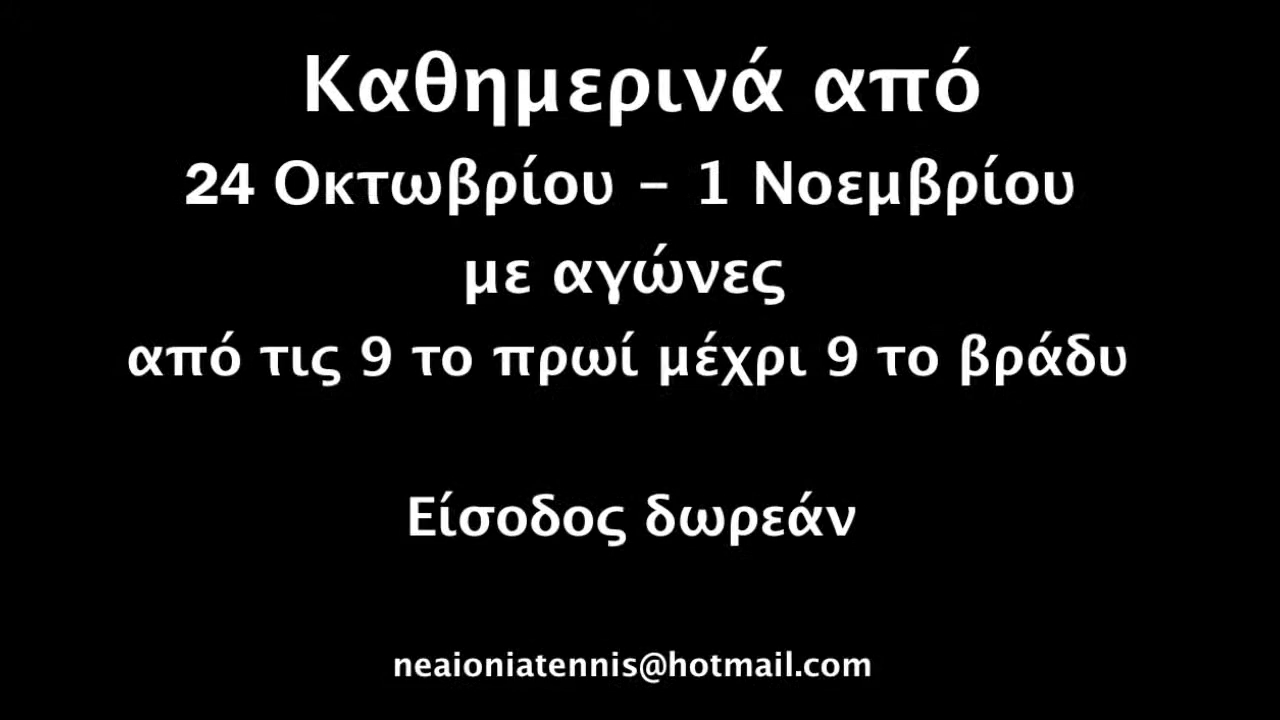 Καθημερινά από
24 Οκτωβρίου – 1 Νοεμβρίου
με αγώνες
από τις 9 το πρωί μέχρι 9 το βράδυ
Είσοδος δωρεάν
neaioniatennis@hotmail.com